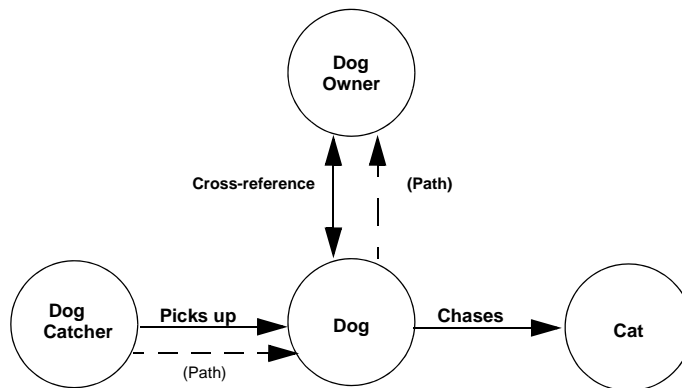 Dog
Owner
Cross-reference
(Path)
Dog
Catcher
Picks up
Dog
Chases
Cat
(Path)